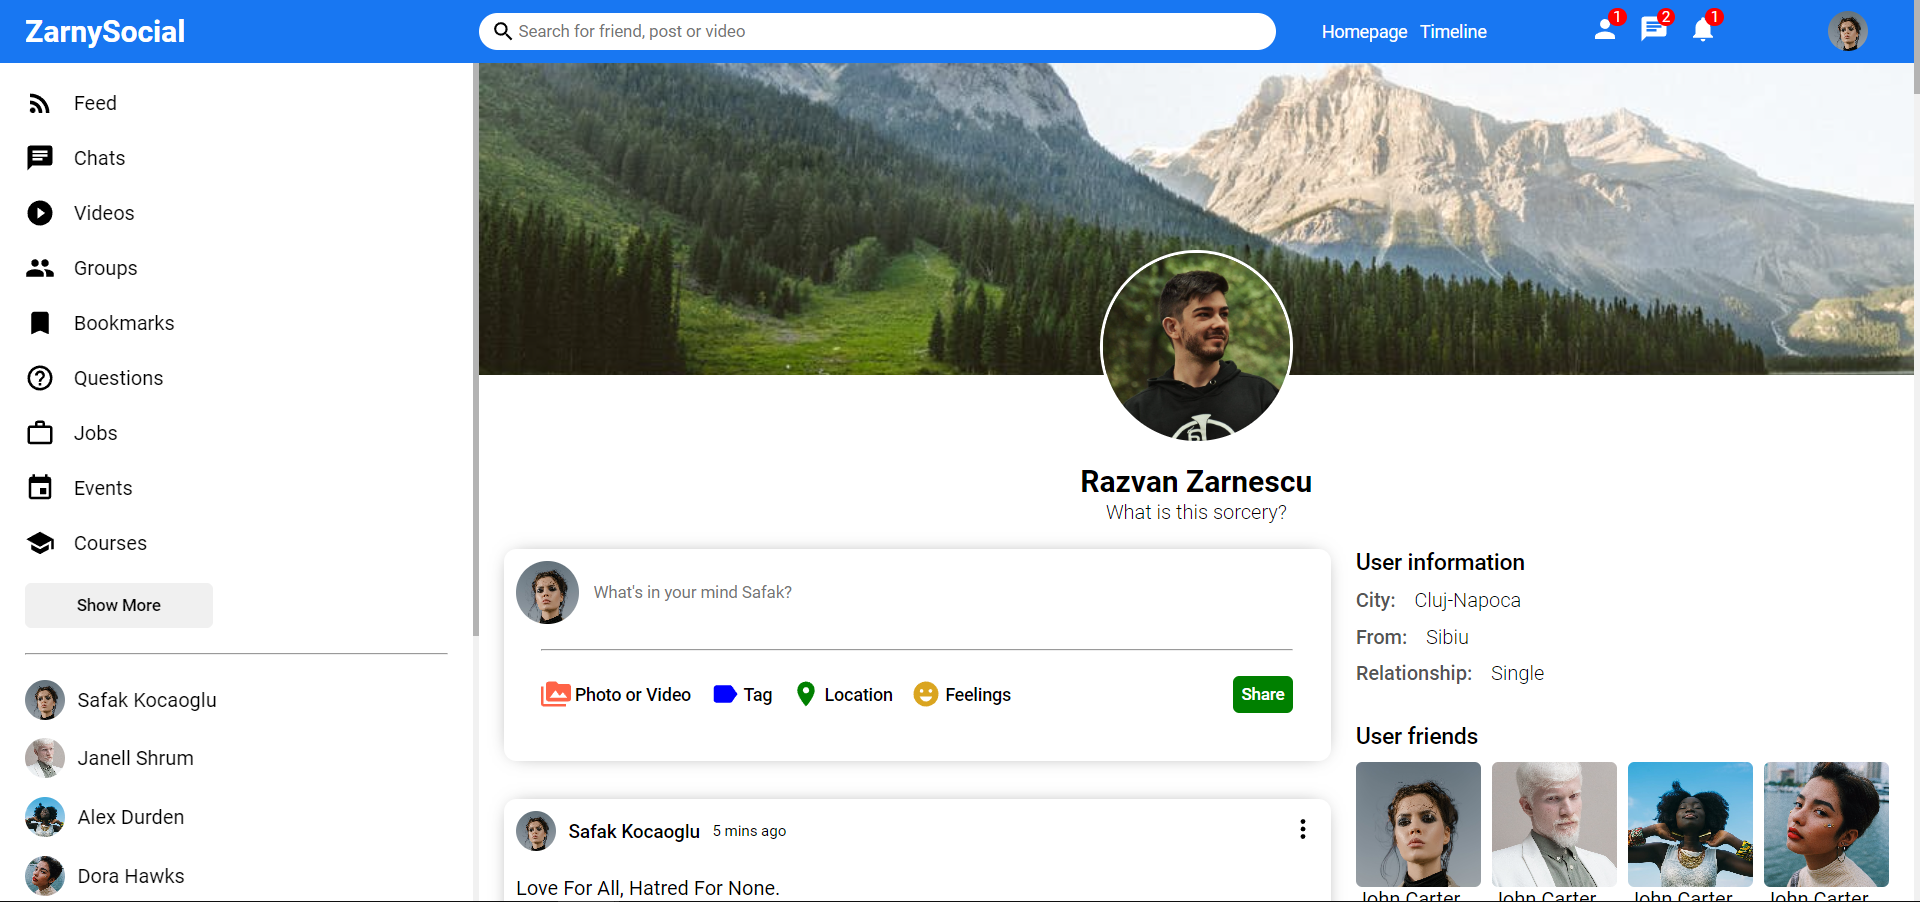 ZarnySocial
Search for friend, post or video
Homepage Timeline
1
2
1
Feed
Chats
Videos
Groups
Bookmarks
Questions
Jobs
Events
Courses
Show More
Safak Kocaoglu
Janell Shrum
Alex Durden
Dora Hawks
Razvan Zarnescu
What is this sorcery?
What's in your mind Safak?
Photo or Video Tag Location Feelings Share
Safak Kocaoglu 5 mins ago
Love For All, Hatred For None.
User information
City: Cluj-Napoca
From: Sibiu
Relationship: Single
User friends
John Carter John Carter John Carter John Carter